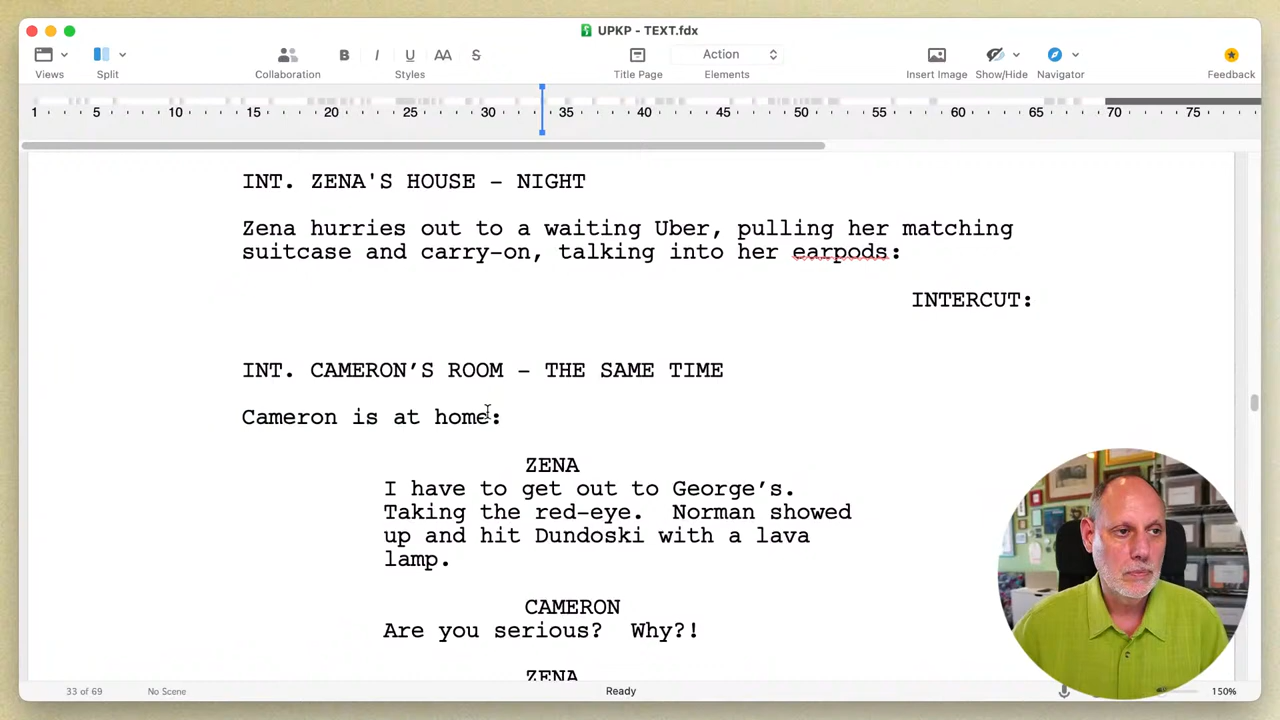 UPKP - TEXT.fdx
Views
Split
Collaboration
B I U AA S
Styles
Title Page
Action
Elements
Insert Image
Show/Hide
Navigator
Feedback
1 5 10 15 20 25 30 35 40 45 50 55 60 65 70 75
INT. ZENA'S HOUSE - NIGHT
Zena hurries out to a waiting Uber, pulling her matching
suitcase and carry-on, talking into her earpods:
INTERCUT:
INT. CAMERON’S ROOM - THE SAME TIME
Cameron is at home:
ZENA
I have to get out to George’s.
Taking the red-eye.  Norman showed
up and hit Dundoski with a lava
lamp.
CAMERON
Are you serious?  Why?!
ZENA
33 of 69
No Scene
Ready
150%